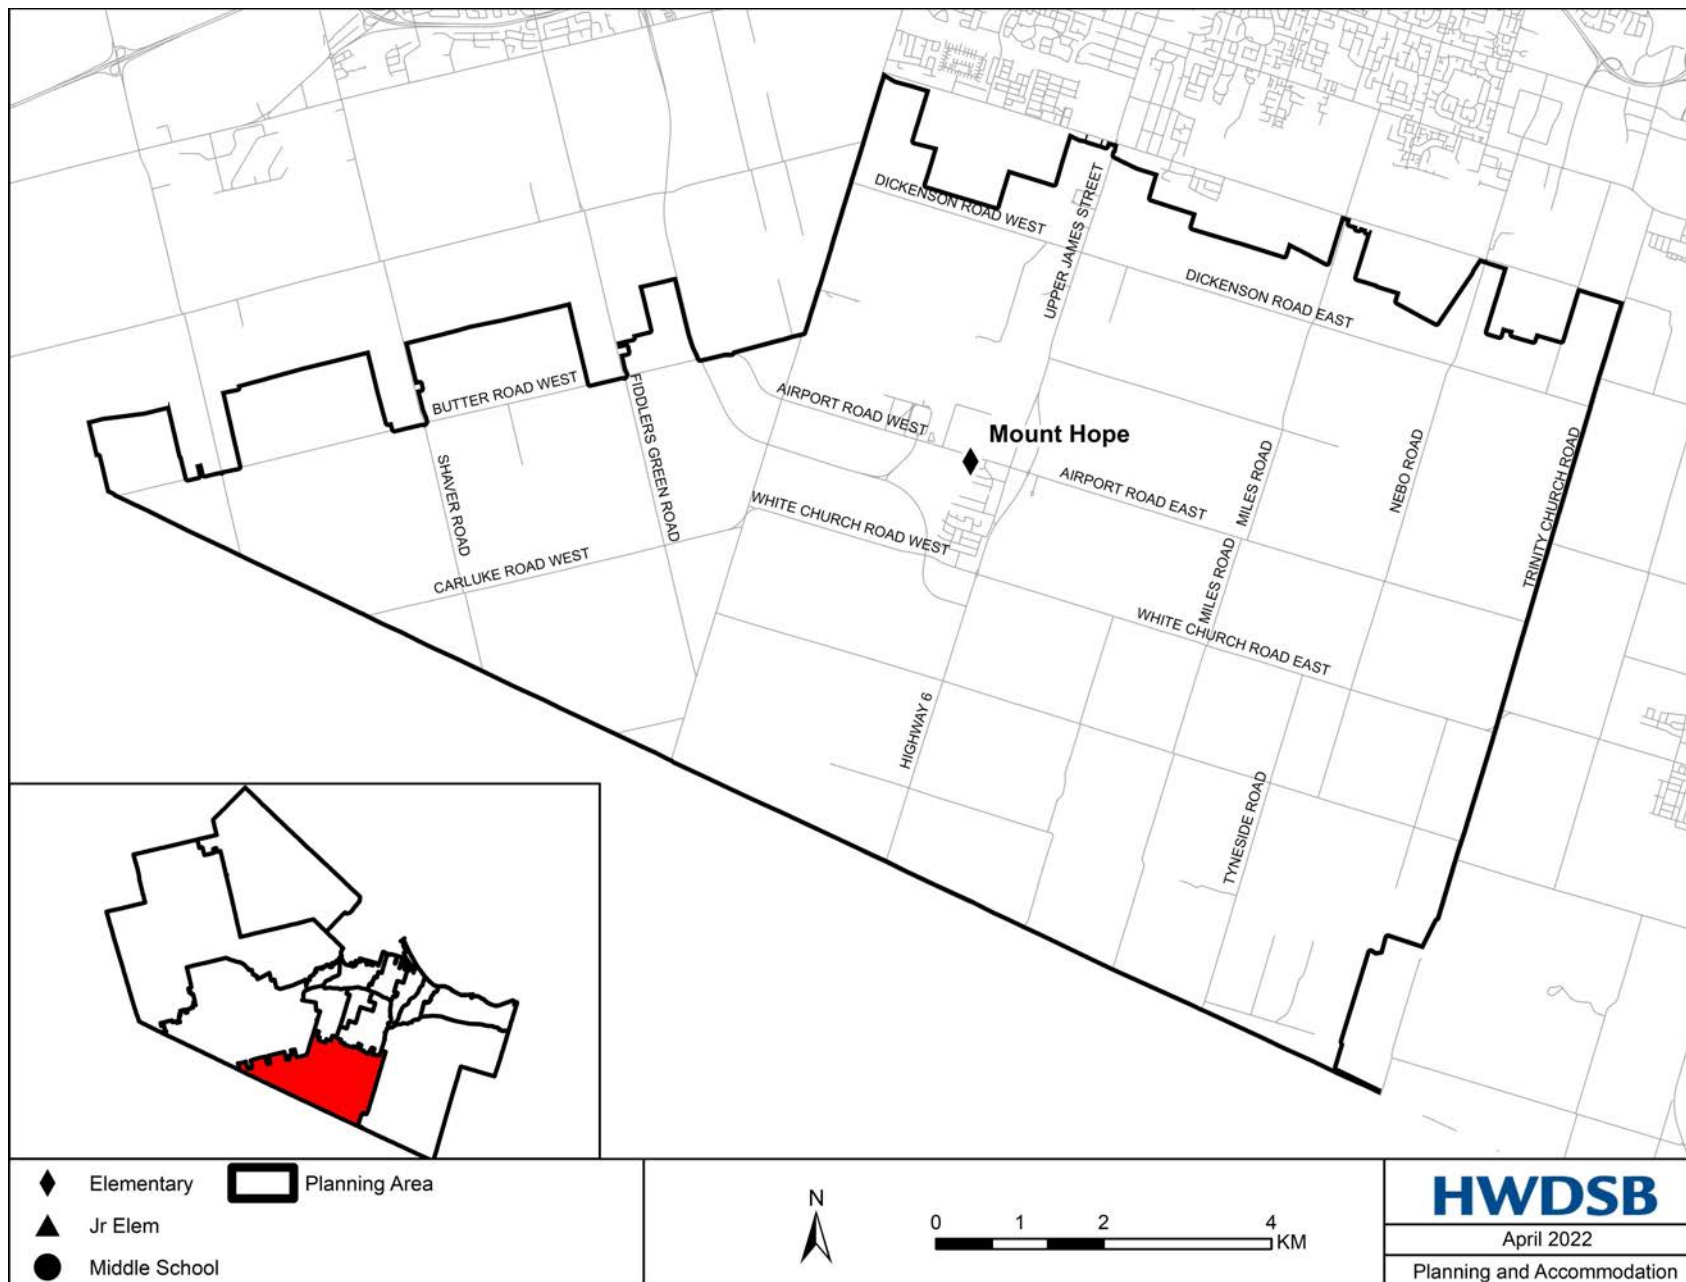 DICKENSON ROAD WEST
UPPER JAMES STREET
DICKENSON ROAD EAST
BUTTER ROAD WEST
FIDDLERS GREEN ROAD
AIRPORT ROAD WEST
Mount Hope
SHAVER ROAD
AIRPORT ROAD EAST
MILES ROAD
NEBO ROAD
TRINITY CHURCH ROAD
WHITE CHURCH ROAD WEST
CARLUKE ROAD WEST
MILES ROAD
WHITE CHURCH ROAD EAST
HIGHWAY 6
TYNESIDE ROAD
Elementary
Planning Area
Jr Elem
Middle School
N
0 1 2 4
KM
HWDSB
April 2022
Planning and Accommodation